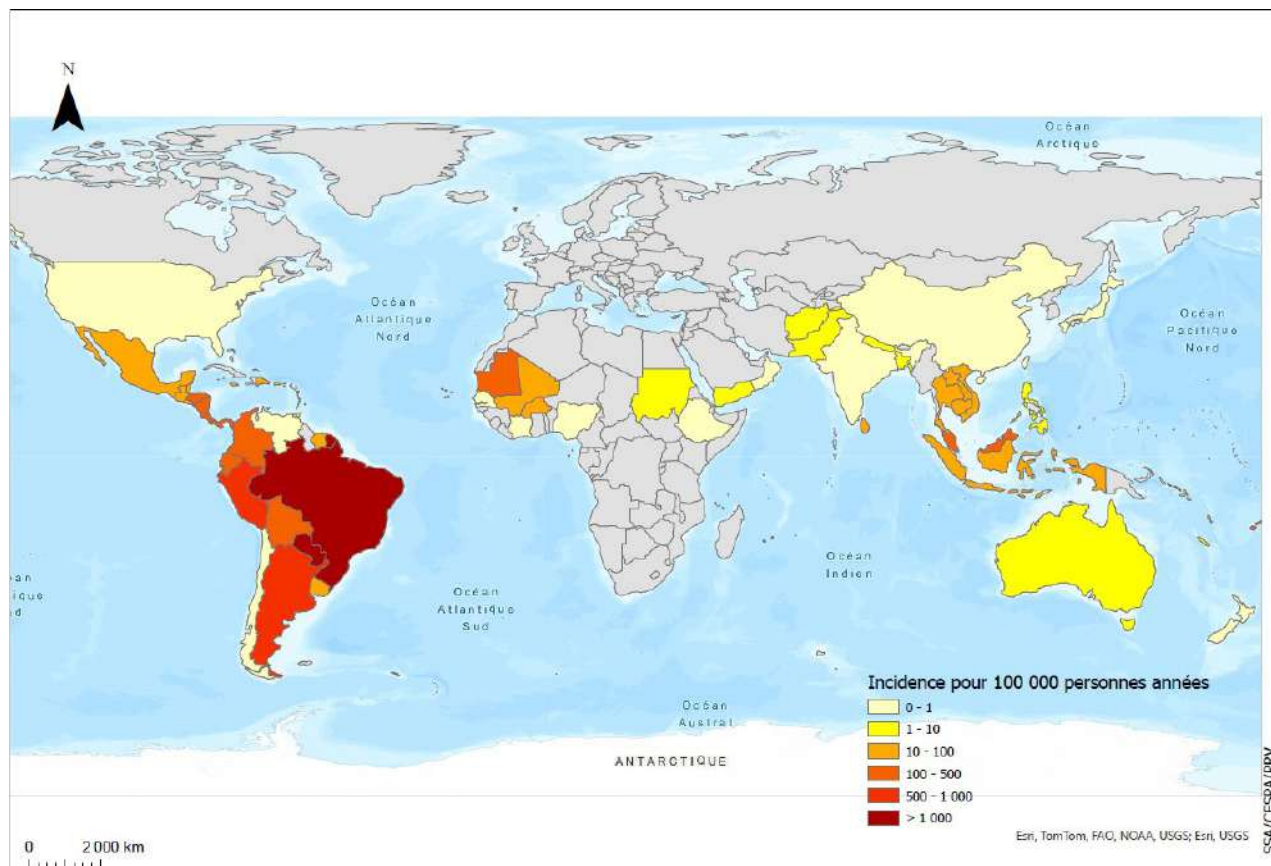 N
Océan
Arctique
Océan
Atlantique
Nord
Océan
Pacifique
Nord
Océan
Indien
Océan
Atlantique
Sud
Océan
Austral
ANTARCTIQUE
Incidence pour 100 000 personnes années
0 - 1
1 - 10
10 - 100
100 - 500
500 - 1 000
> 1 000
0 2 000 km
Esri, TomTom, FAO, NOAA, USGS; Esri, USGS